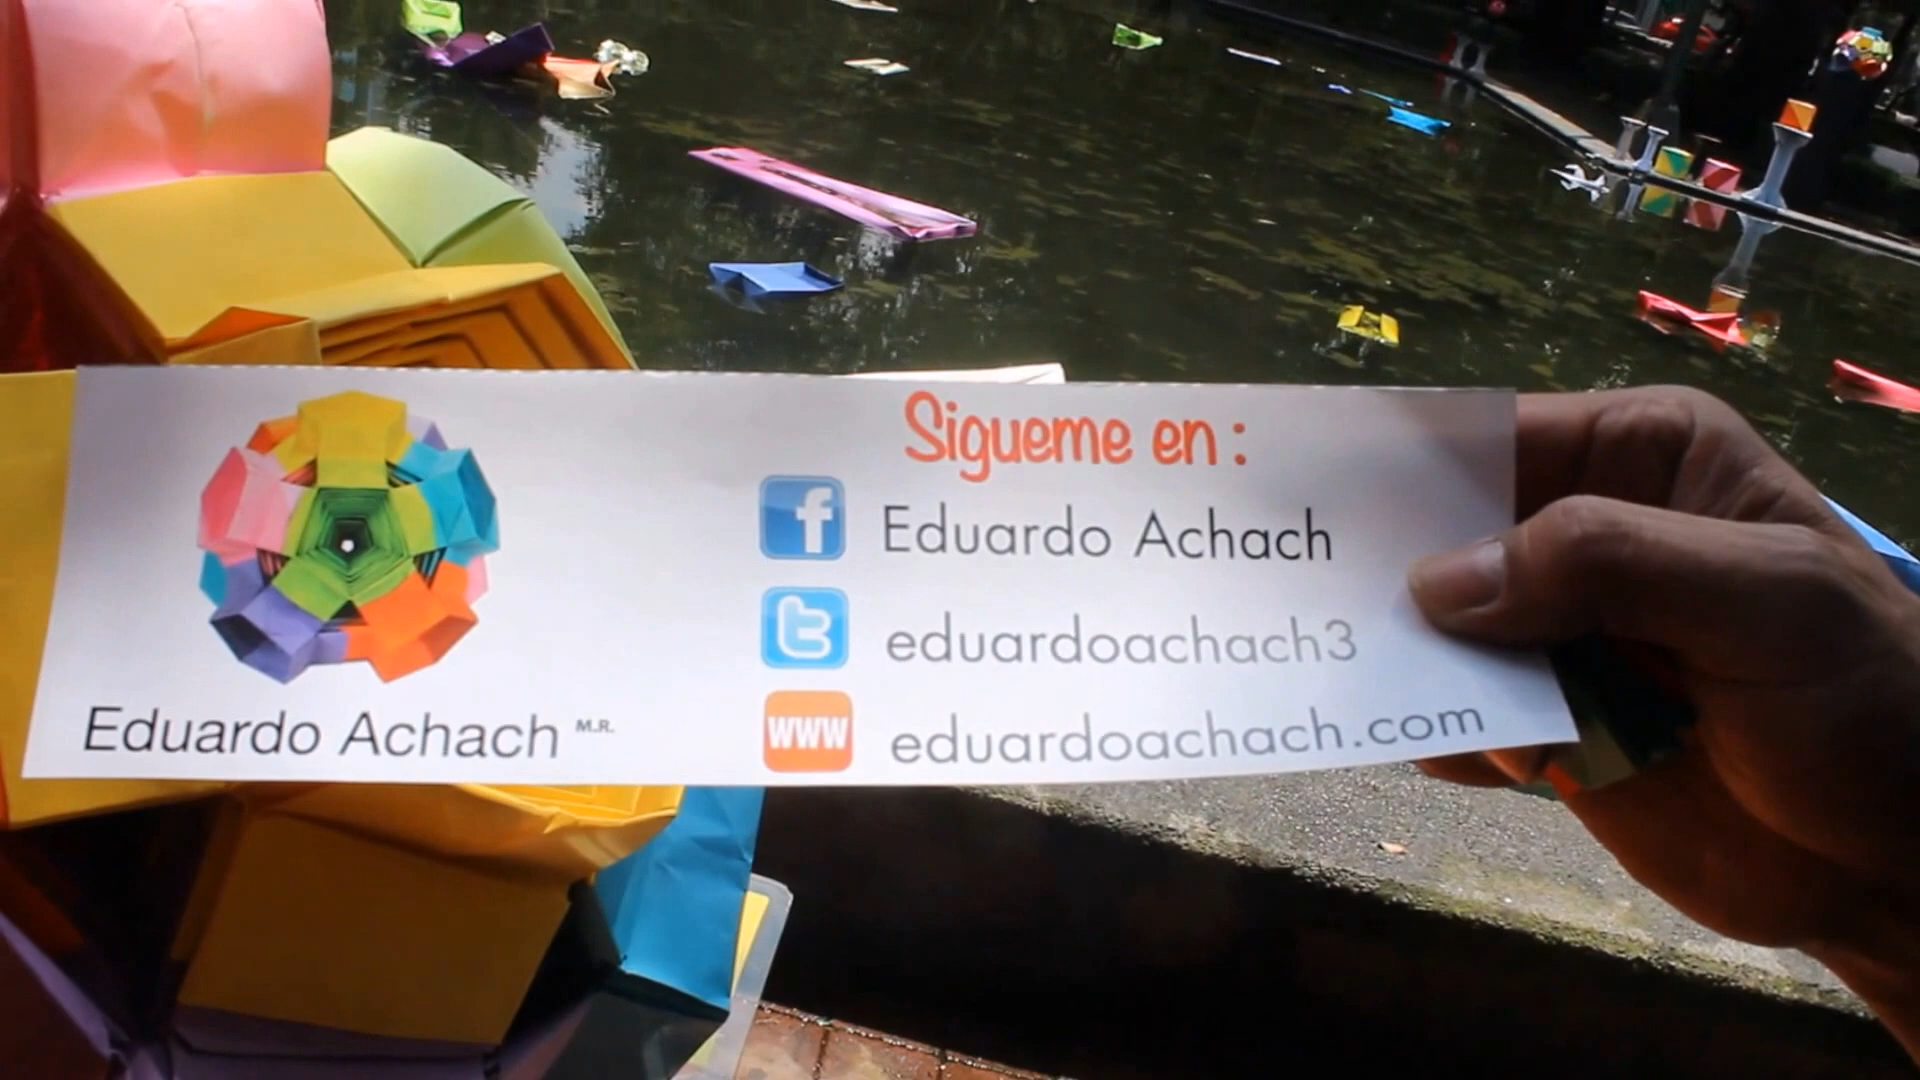 Sigueme en :
f
Eduardo Achach
t
eduardoachach3
www
eduardoachach.com
Eduardo Achach M.R.